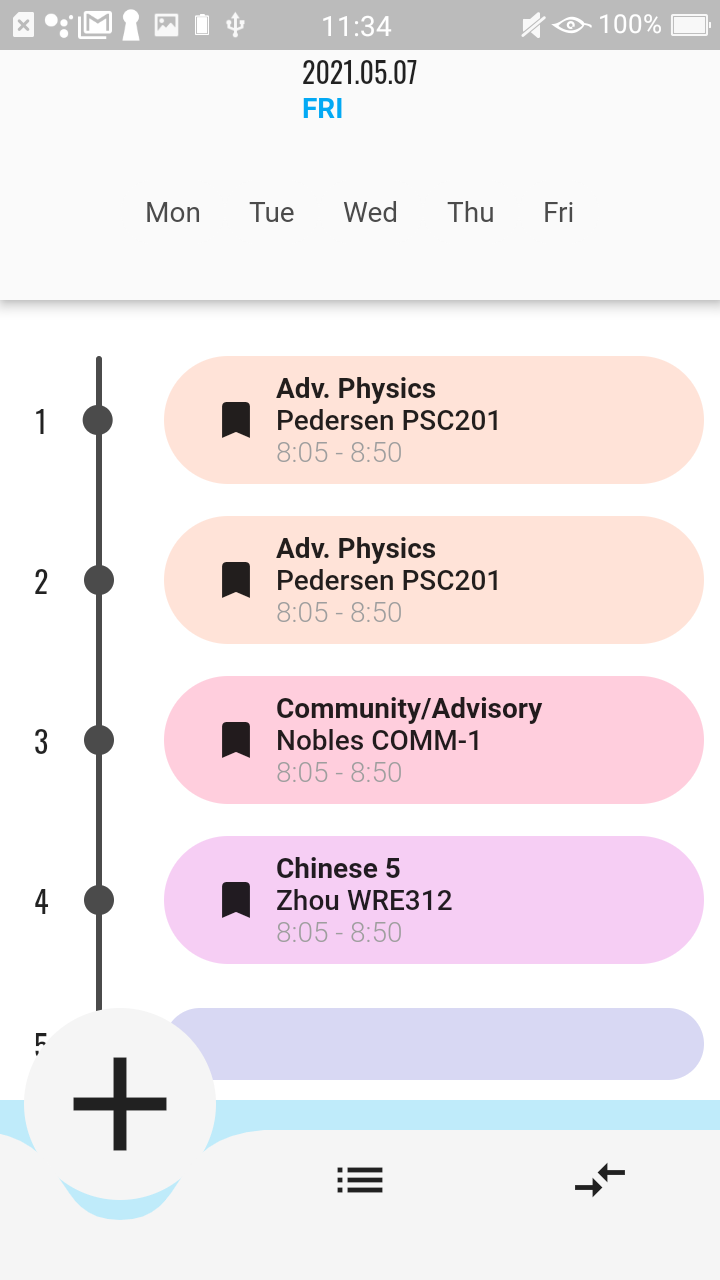 11:34
100%
2021.05.07
FRI
Mon Tue Wed Thu Fri
1
Adv. Physics
Pedersen PSC201
8:05 - 8:50
2
Adv. Physics
Pedersen PSC201
8:05 - 8:50
3
Community/Advisory
Nobles COMM-1
8:05 - 8:50
4
Chinese 5
Zhou WRE312
8:05 - 8:50
5